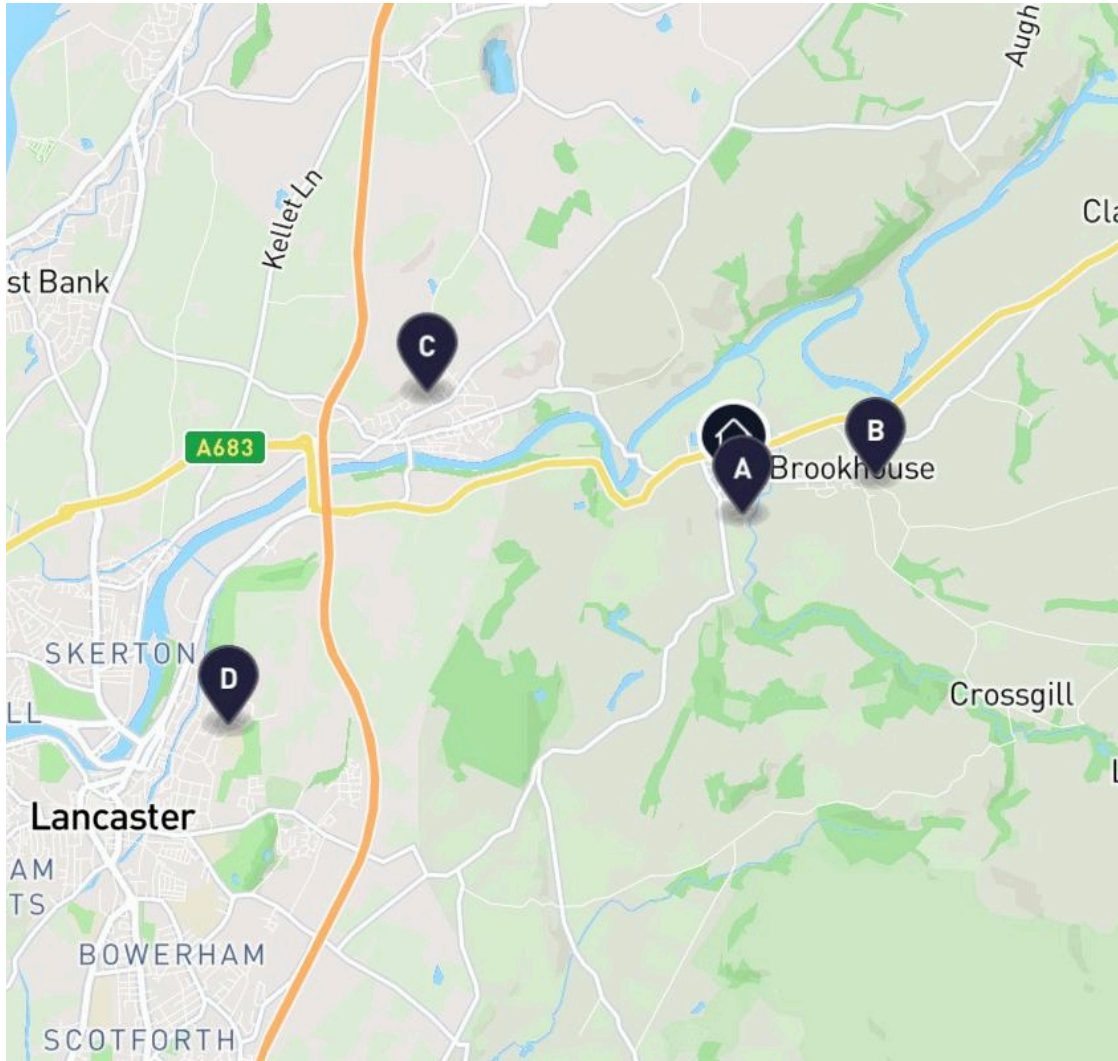 Augh
Kellet Ln
Cla
st Bank
C
A683
B
A
Brookhouse
SKERTON
D
Crossgill
LL
L
Lancaster
AM
TS
BOWERHAM
SCOTFORTH